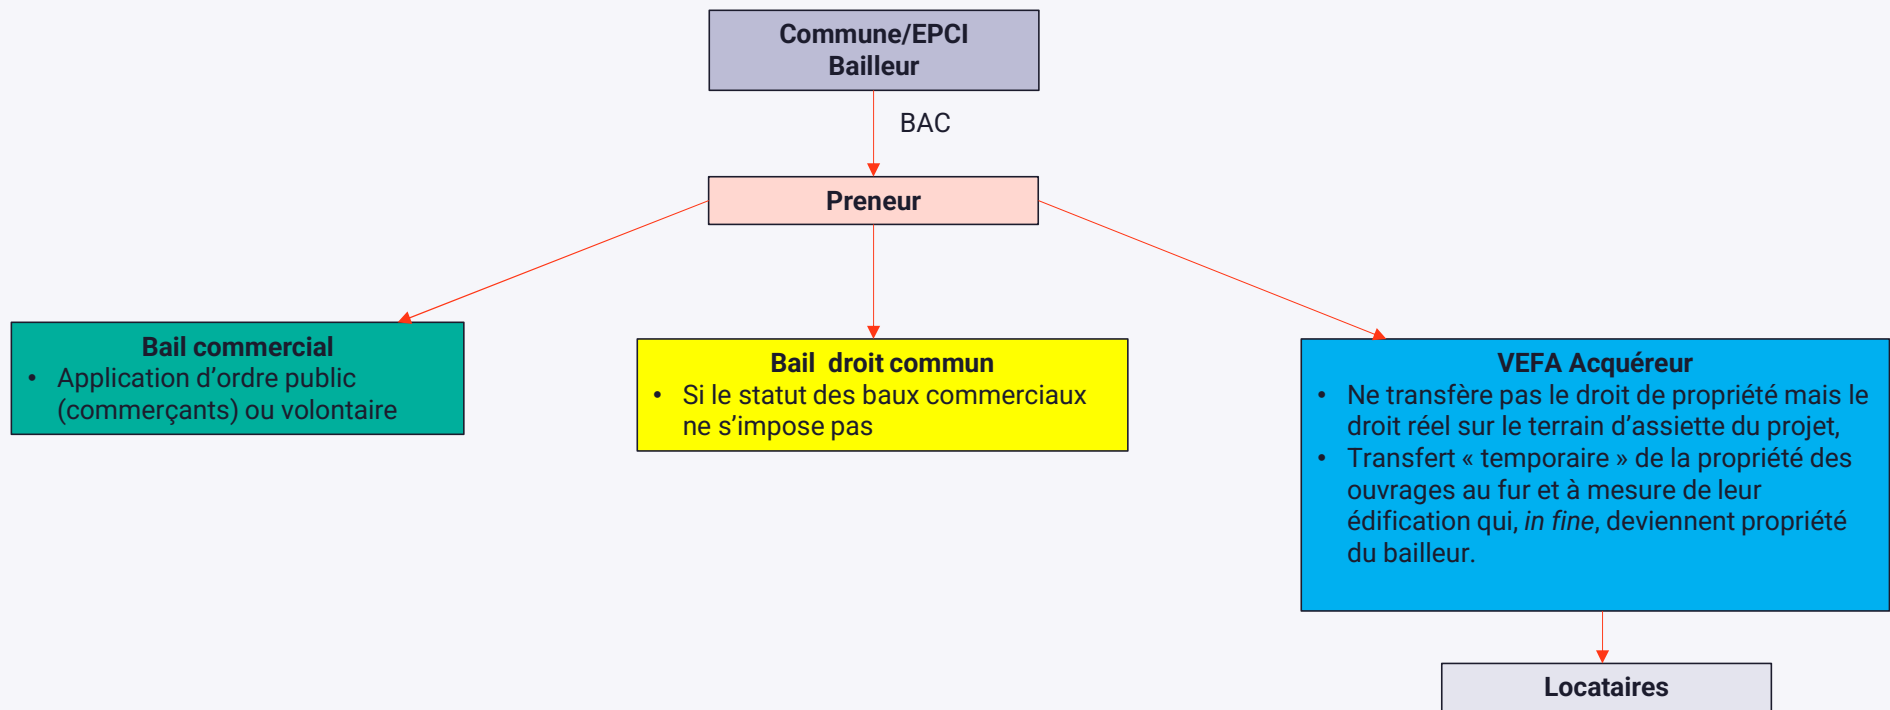 Commune/EPCI
Bailleur
BAC
Preneur
Bail commercial
• Application d’ordre public
(commerçants) ou volontaire
Bail  droit commun
• Si le statut des baux commerciaux
ne s’impose pas
VEFA Acquéreur
• Ne transfère pas le droit de propriété mais le
droit réel sur le terrain d’assiette du projet,
• Transfert « temporaire » de la propriété des
ouvrages au fur et à mesure de leur
édification qui, in fine, deviennent propriété
du bailleur.
Locataires